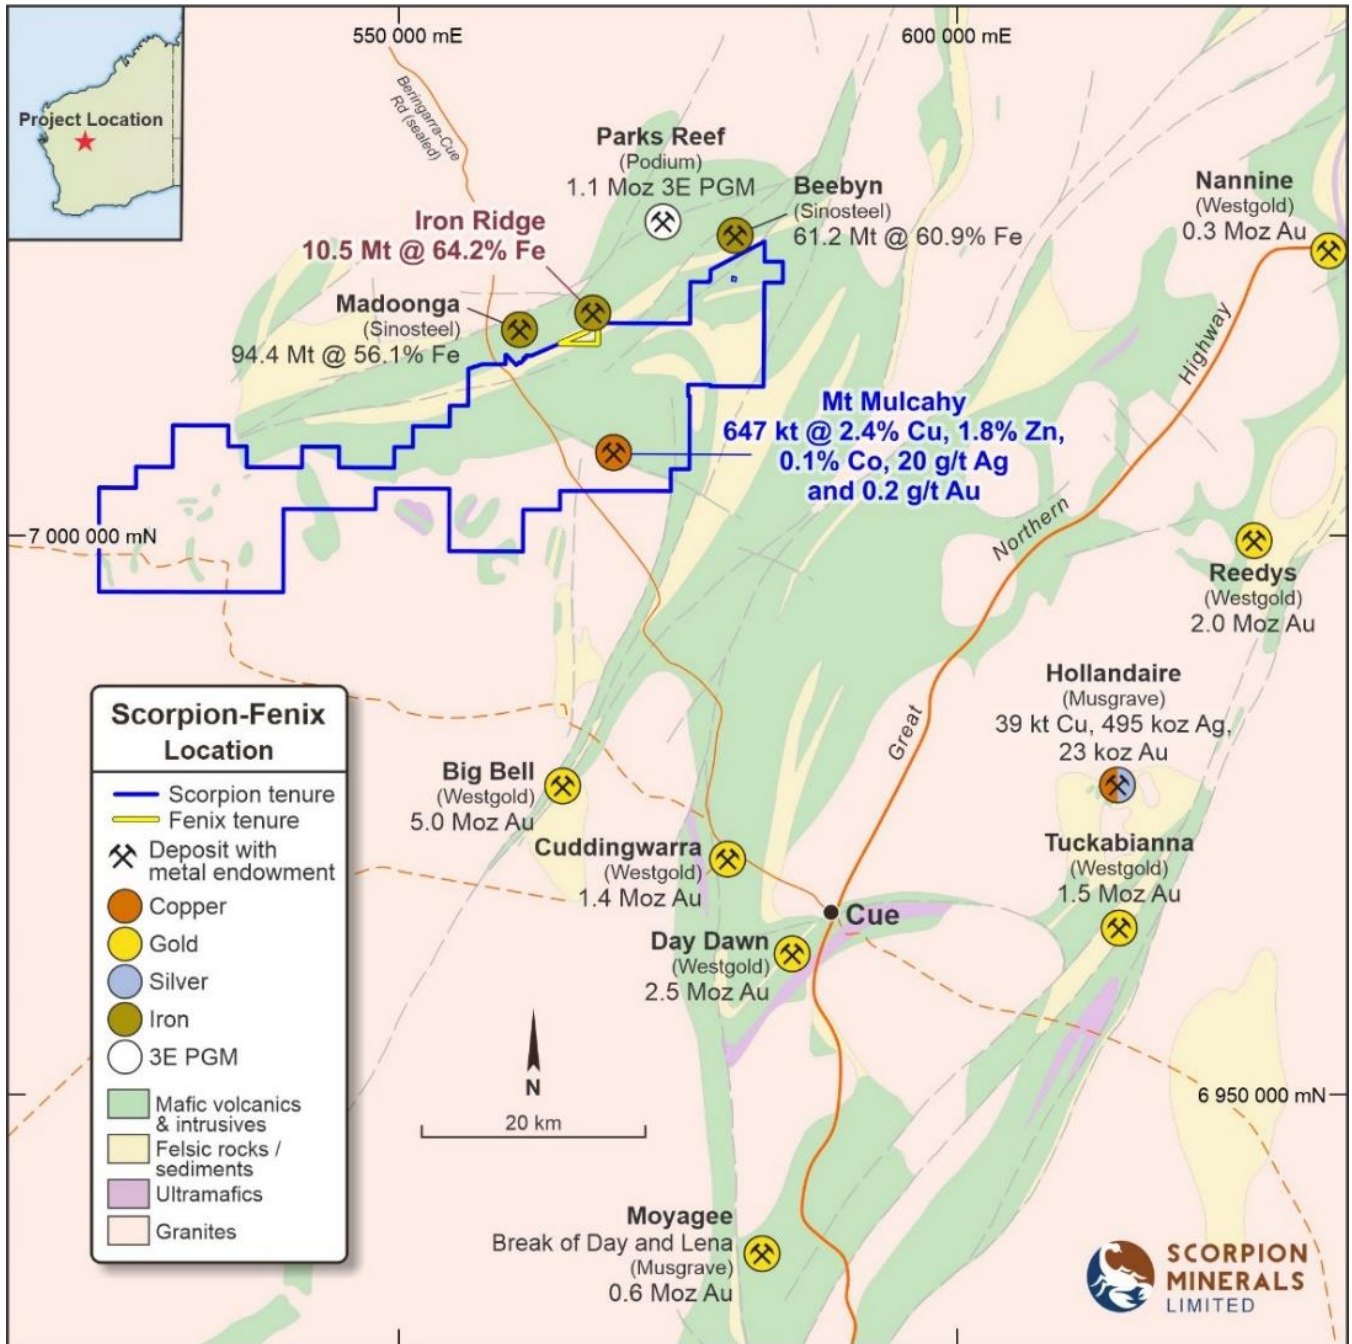 550 000 mE
600 000 mE
Project Location
Beringarra-Cue
Rd (sealed)
Parks Reef
(Podium)
1.1 Moz 3E PGM
Beebyn
(Sinosteel)
61.2 Mt @ 60.9% Fe
Nannine
(Westgold)
0.3 Moz Au
Iron Ridge
10.5 Mt @ 64.2% Fe
Madoonga
(Sinosteel)
94.4 Mt @ 56.1% Fe
Highway
Mt Mulcahy
647 kt @ 2.4% Cu, 1.8% Zn,
0.1% Co, 20 g/t Ag
and 0.2 g/t Au
7 000 000 mN
Northern
Reedys
(Westgold)
2.0 Moz Au
Hollandaire
(Musgrave)
39 kt Cu, 495 koz Ag,
23 koz Au
Great
Big Bell
(Westgold)
5.0 Moz Au
Cuddingwarra
(Westgold)
1.4 Moz Au
Tuckabianna
(Westgold)
1.5 Moz Au
Cue
Day Dawn
(Westgold)
2.5 Moz Au
Scorpion-Fenix
Location
Scorpion tenure
Fenix tenure
Deposit with
metal endowment
Copper
Gold
Silver
Iron
3E PGM
Mafic volcanics
& intrusives
Felsic rocks /
sediments
Ultramafics
Granites
N
20 km
6 950 000 mN
Moyagee
Break of Day and Lena
(Musgrave)
0.6 Moz Au
SCORPION
MINERALS
LIMITED